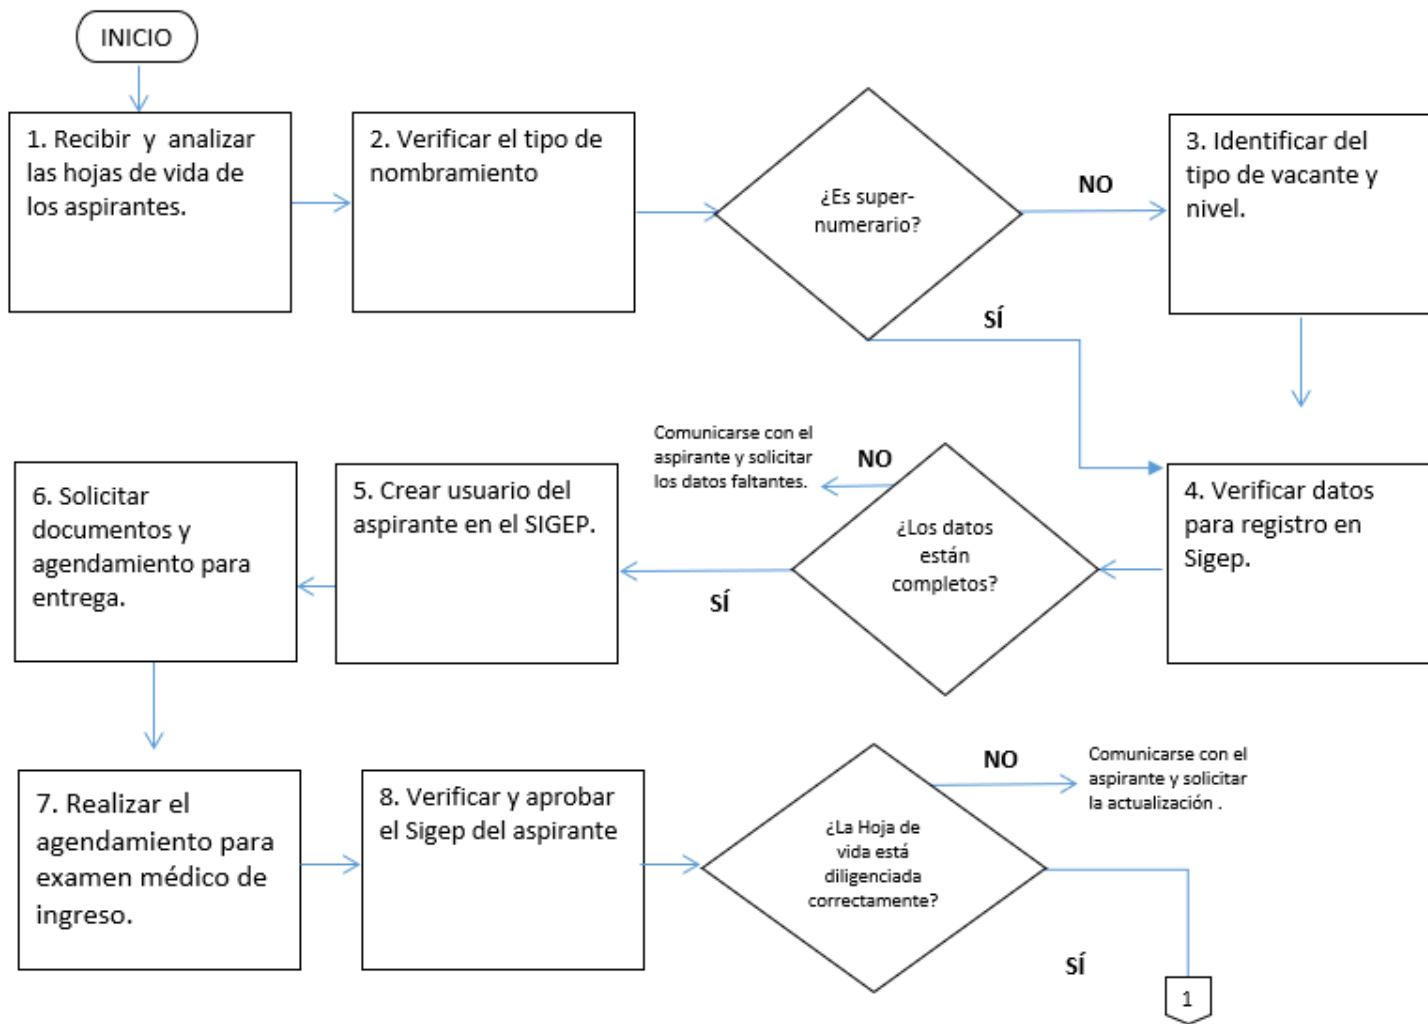 INICIO
1. Recibir y analizar
las hojas de vida de
los aspirantes.
2. Verificar el tipo de
nombramiento
¿Es super-
numerario?
NO
SÍ
3. Identificar del
tipo de vacante y
nivel.
4. Verificar datos
para registro en
Sigep.
¿Los datos
están
completos?
NO
Comunicarse con el
aspirante y solicitar
los datos faltantes.
SÍ
5. Crear usuario del
aspirante en el SIGEP.
6. Solicitar
documentos y
agendamiento para
entrega.
7. Realizar el
agendamiento para
examen médico de
ingreso.
8. Verificar y aprobar
el Sigep del aspirante
¿La Hoja de
vida está
diligenciada
correctamente?
NO
Comunicarse con el
aspirante y solicitar
la actualización .
SÍ
1